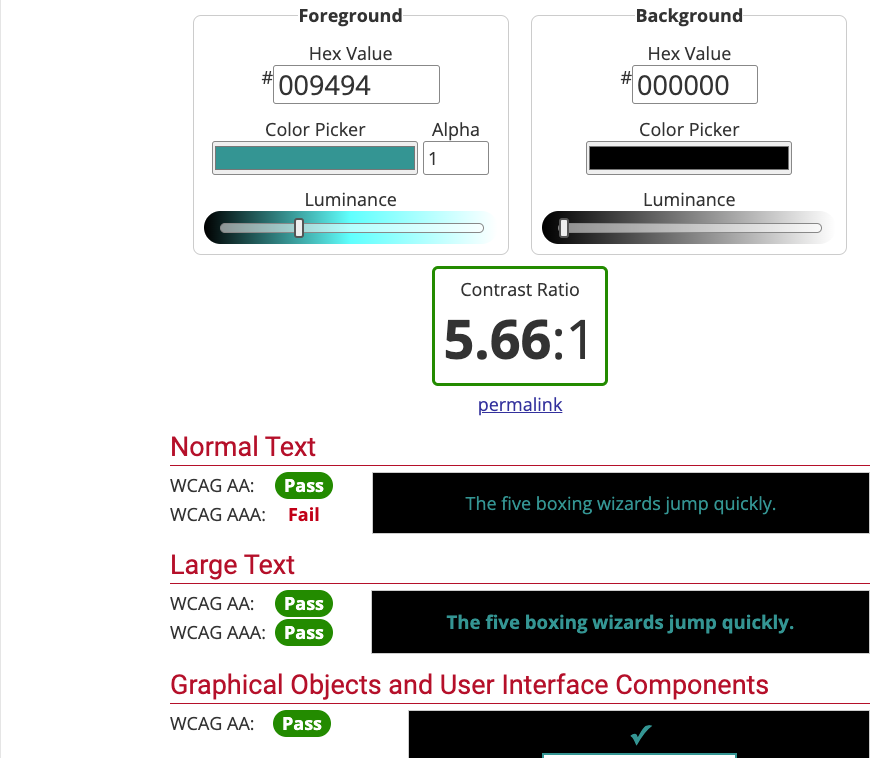 Foreground Background
Hex Value Hex Value
# 009494 # 000000
Color Picker Alpha Color Picker
1
Luminance Luminance
Contrast Ratio
5.66:1
permalink
Normal Text
WCAG AA: Pass
The five boxing wizards jump quickly.
WCAG AAA: Fail
Large Text
WCAG AA: Pass
The five boxing wizards jump quickly.
WCAG AAA: Pass
Graphical Objects and User Interface Components
WCAG AA: Pass
✔